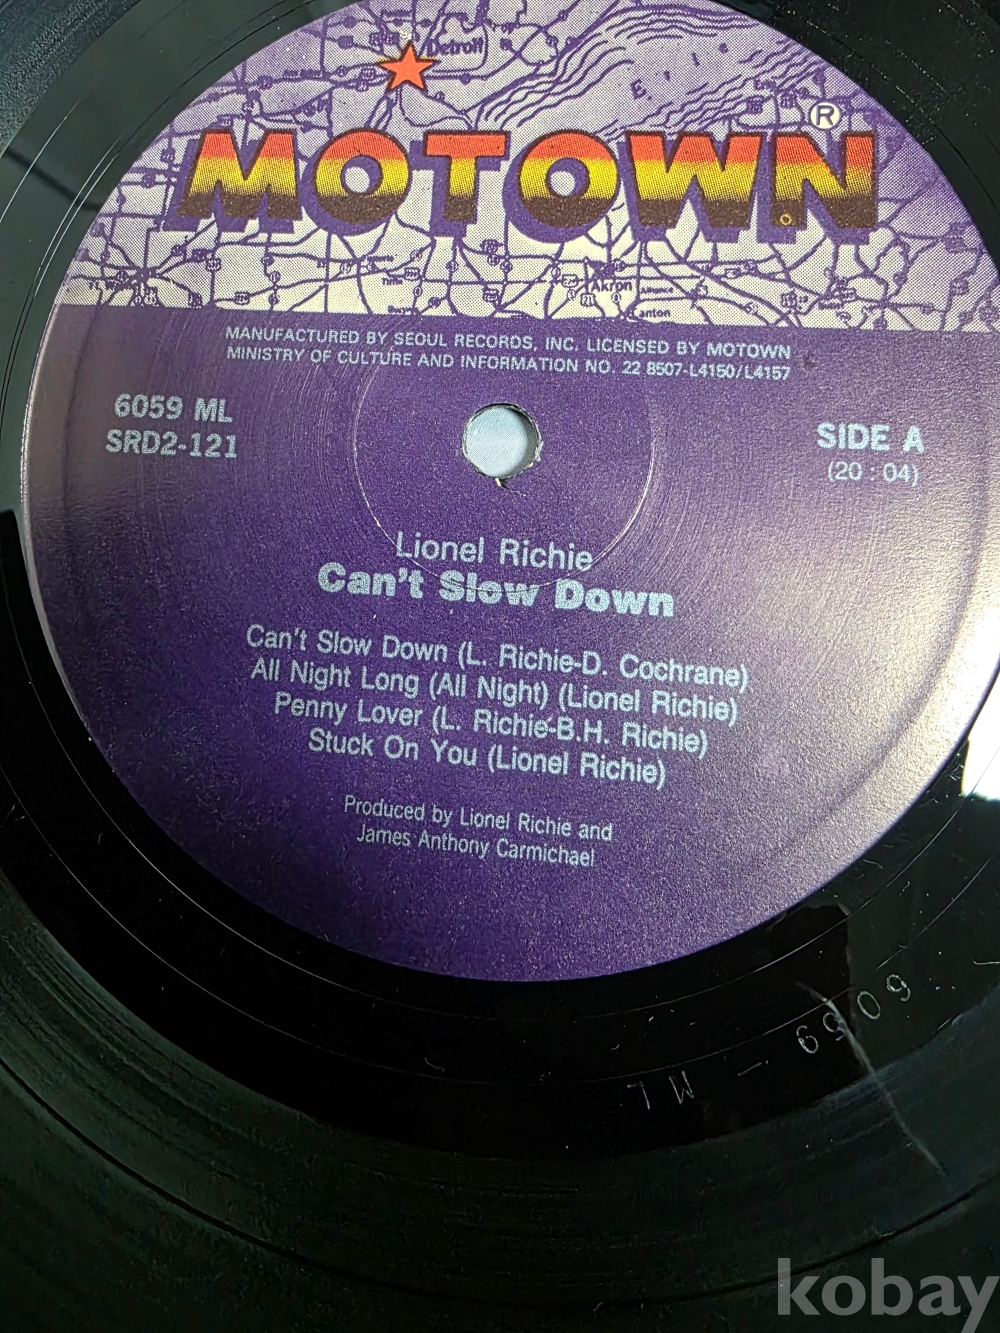 Detroit
Erie
®
MOTOWN
Akron
MANUFACTURED BY SEOUL RECORDS, INC. LICENSED BY MOTOWN
MINISTRY OF CULTURE AND INFORMATION NO. 22 8507-L4150/L4157
6059 ML
SRD2-121
SIDE A
(20 : 04)
Lionel Richie
Can't Slow Down
Can't Slow Down (L. Richie-D. Cochrane)
All Night Long (All Night) (Lionel Richie)
Penny Lover (L. Richie-B.H. Richie)
Stuck On You (Lionel Richie)
Produced by Lionel Richie and
James Anthony Carmichael
6059 - ML
kobay